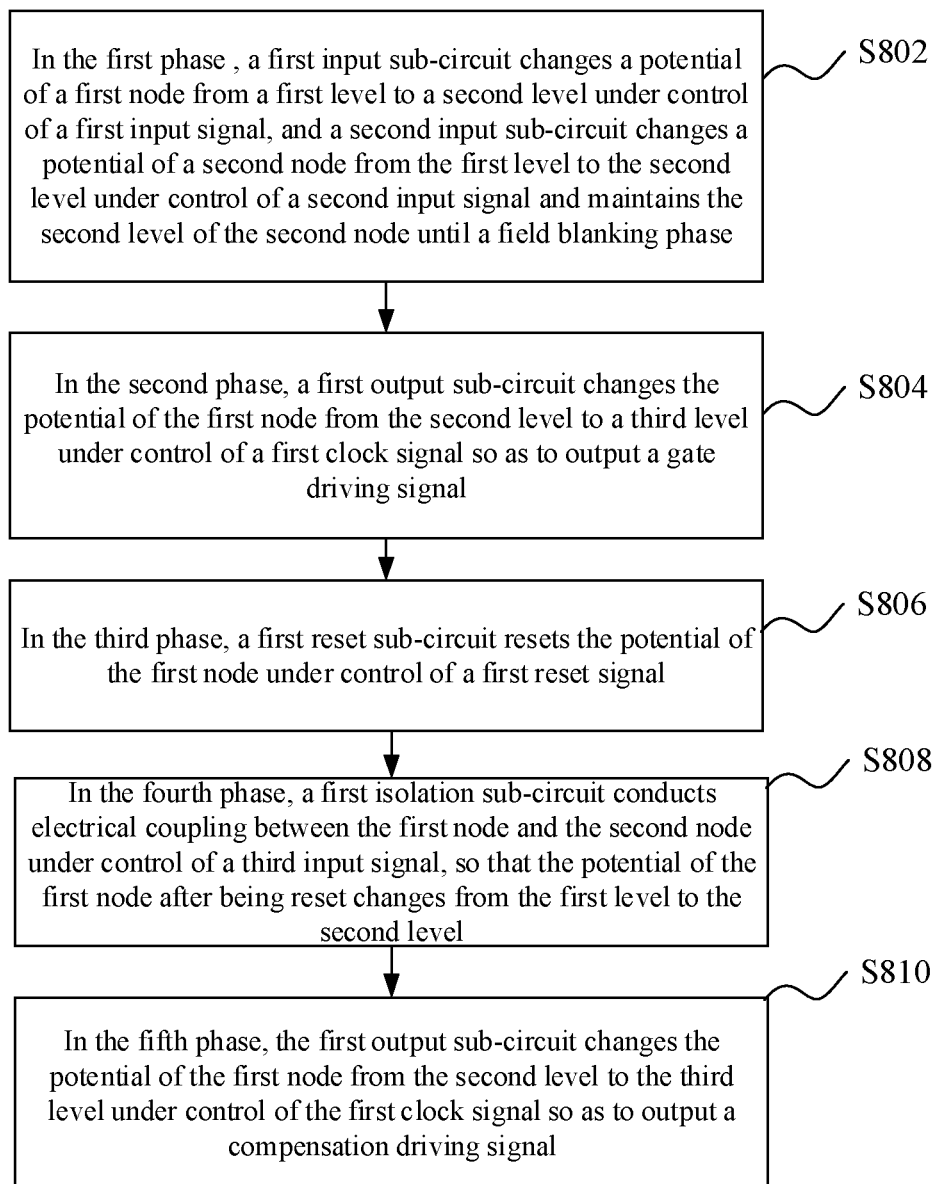 In the first phase , a first input sub-circuit changes a potential
of a first node from a first level to a second level under control
of a first input signal, and a second input sub-circuit changes a
potential of a second node from the first level to the second
level under control of a second input signal and maintains the
second level of the second node until a field blanking phase
S802
In the second phase, a first output sub-circuit changes the
potential of the first node from the second level to a third level
under control of a first clock signal so as to output a gate
driving signal
S804
In the third phase, a first reset sub-circuit resets the potential of
the first node under control of a first reset signal
S806
In the fourth phase, a first isolation sub-circuit conducts
electrical coupling between the first node and the second node
under control of a third input signal, so that the potential of the
first node after being reset changes from the first level to the
second level
S808
In the fifth phase, the first output sub-circuit changes the
potential of the first node from the second level to the third
level under control of the first clock signal so as to output a
compensation driving signal
S810